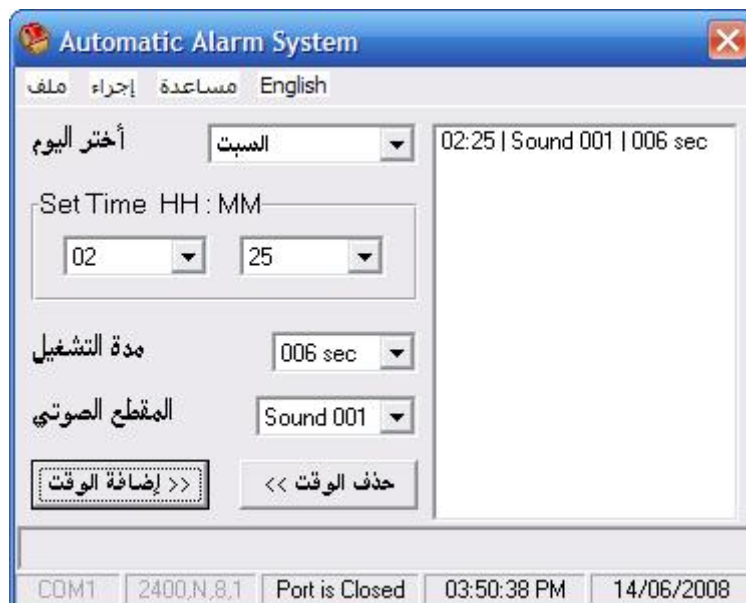 Automatic Alarm System
ملف إجراء مساعدة English
أختر اليوم السبت
02:25 | Sound 001 | 006 sec
Set Time HH : MM
02 25
مدة التشغيل 006 sec
المقطع الصوتي Sound 001
إضافة الوقت >> حذف الوقت <<
COM1 2400,N,8,1 Port is Closed 03:50:38 PM 14/06/2008